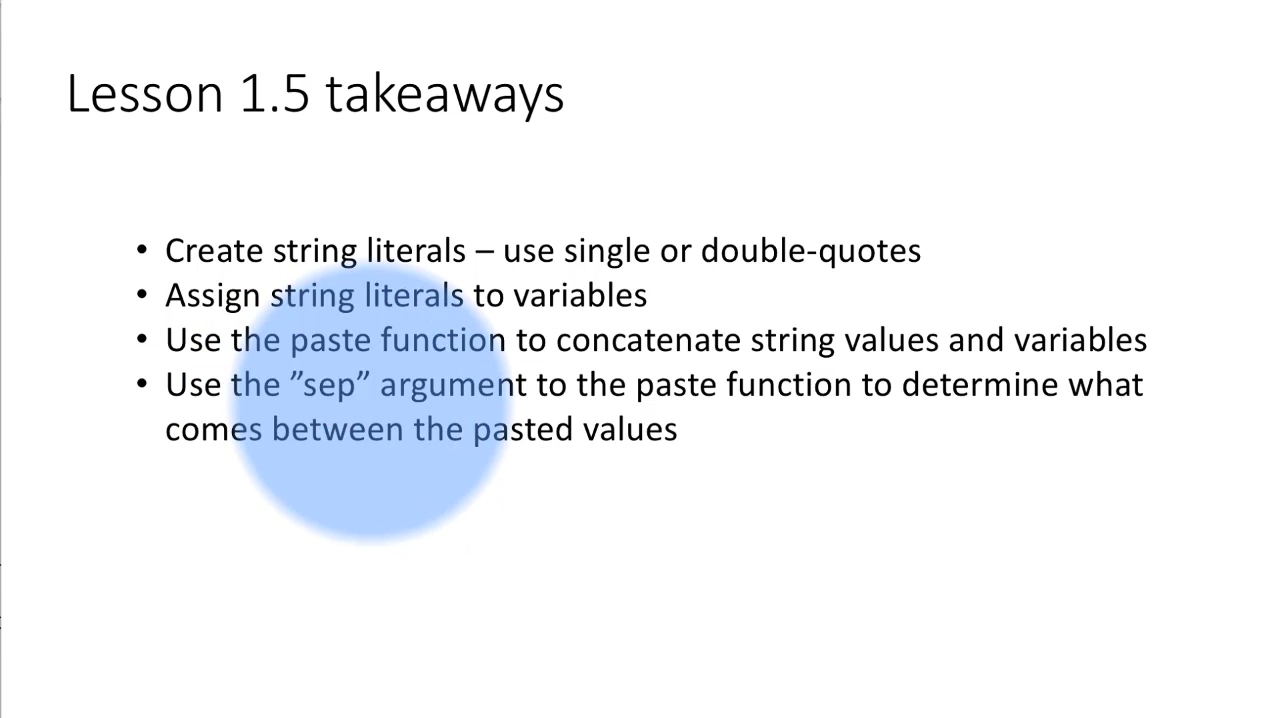 Lesson 1.5 takeaways
• Create string literals – use single or double-quotes
• Assign string literals to variables
• Use the paste function to concatenate string values and variables
• Use the ”sep” argument to the paste function to determine what
comes between the pasted values